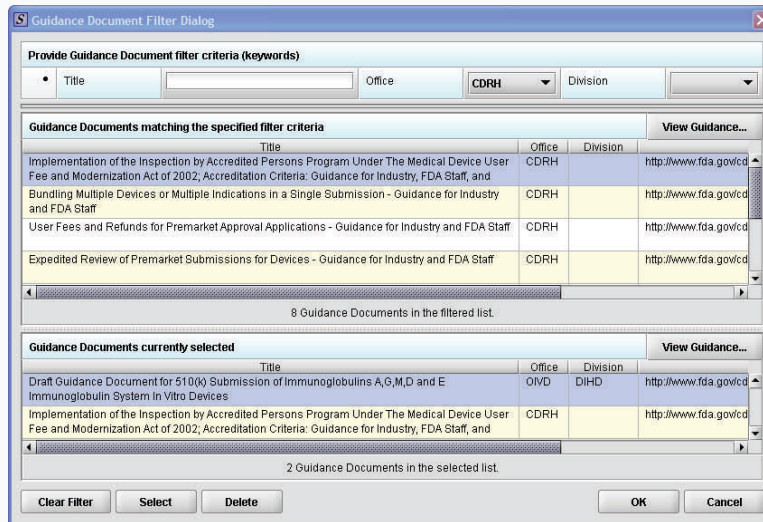 Guidance Document Filter Dialog
Provide Guidance Document filter criteria (keywords)
• Title Office CDRH Division
Guidance Documents matching the specified filter criteria View Guidance...
Title Office Division
Implementation of the Inspection by Accredited Persons Program Under The Medical Device User CDRH http://www.fda.gov/cd
Fee and Modernization Act of 2002; Accreditation Criteria: Guidance for Industry, FDA Staff, and
Bundling Multiple Devices or Multiple Indications in a Single Submission - Guidance for Industry CDRH http://www.fda.gov/cd
and FDA Staff
User Fees and Refunds for Premarket Approval Applications - Guidance for Industry and FDA Staff CDRH http://www.fda.gov/cd
Expedited Review of Premarket Submissions for Devices - Guidance for Industry and FDA Staff CDRH http://www.fda.gov/cd
8 Guidance Documents in the filtered list.
Guidance Documents currently selected View Guidance...
Title Office Division
Draft Guidance Document for 510(k) Submission of Immunoglobulins A,G,M,D and E OIVD DIHD http://www.fda.gov/cd
Immunoglobulin System In Vitro Devices
Implementation of the Inspection by Accredited Persons Program Under The Medical Device User CDRH http://www.fda.gov/cd
Fee and Modernization Act of 2002; Accreditation Criteria: Guidance for Industry, FDA Staff, and
2 Guidance Documents in the selected list.
Clear Filter Select Delete OK Cancel